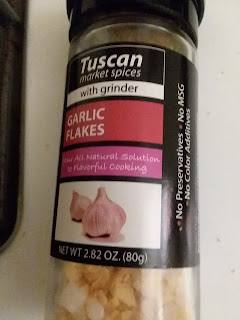 Tuscan
market spices
with grinder
GARLIC
FLAKES
Your All Natural Solution
to Flavorful Cooking
NET WT 2.82 OZ. (80g)
No Preservatives • No MSG
• No Color Additives